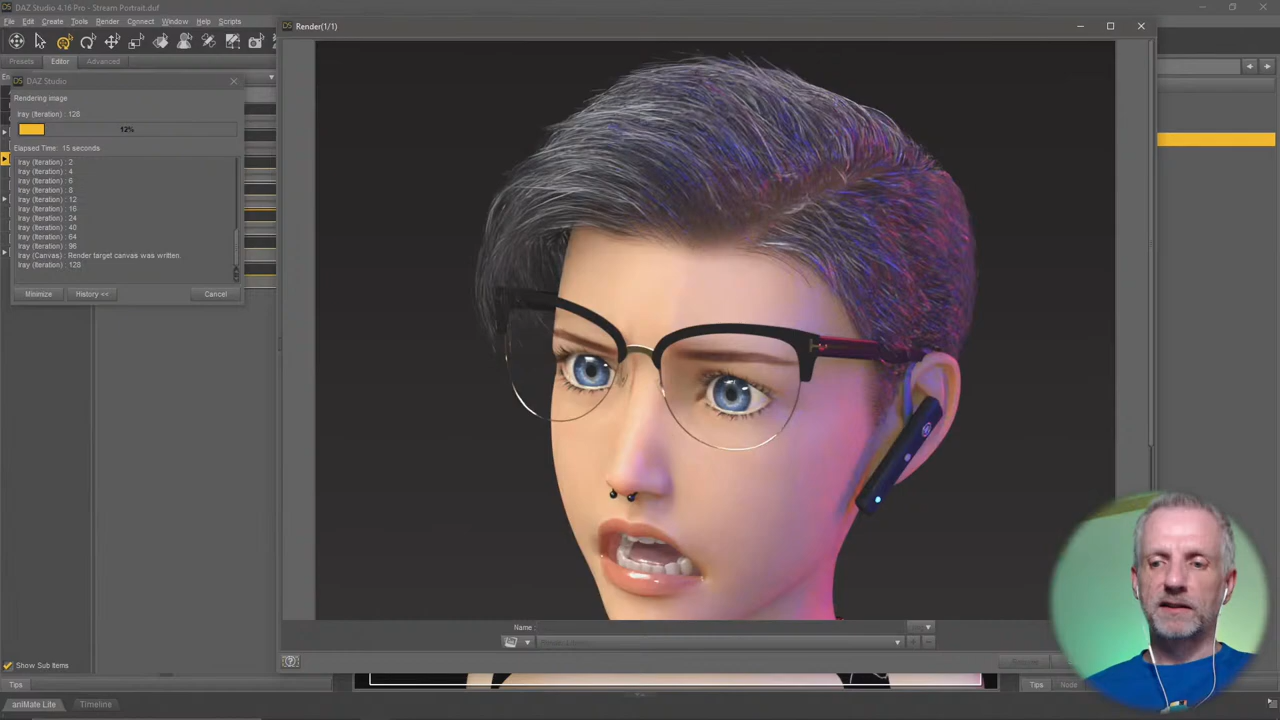 DAZ Studio 4.16 Pro - Stream Portrait.duf
File Edit Create Tools Render Connect Window Help Scripts
Render(1/1)
Presets Editor Advanced
En
DAZ Studio
Rendering image
Iray (Iteration) : 128
12%
Elapsed Time: 15 seconds
Iray (Iteration) : 2
Iray (Iteration) : 4
Iray (Iteration) : 6
Iray (Iteration) : 8
Iray (Iteration) : 12
Iray (Iteration) : 16
Iray (Iteration) : 24
Iray (Iteration) : 40
Iray (Iteration) : 64
Iray (Iteration) : 96
Iray (Canvas) : Render target canvas was written
Iray (Iteration) : 128
Minimize History << Cancel
Name :
Show Sub Items
Tips
Tips Node
aniMate Lite Timeline